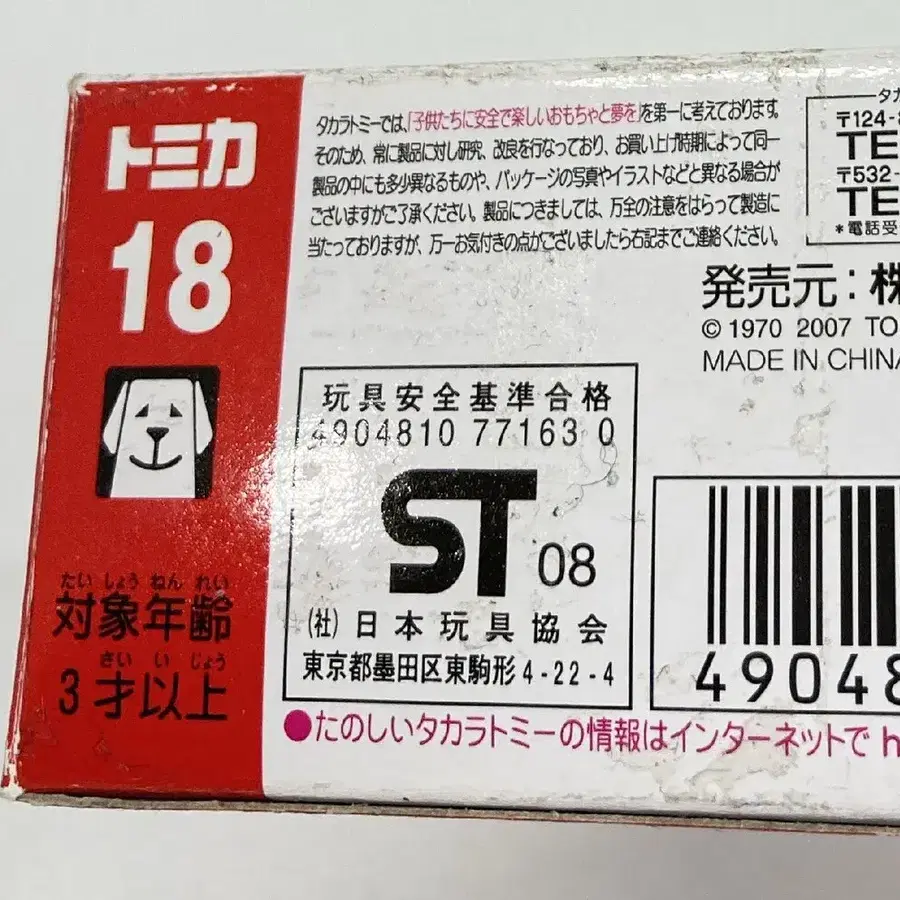 トミカ
18
たい しょう ねん れい
対象年齢
さい い じょう
3才以上
タカラトミーでは、「子供たちに安全で楽しいおもちゃと夢を」を第一に考えております。
そのため、常に製品に対し研究、改良を行なっており、お買い上げ時期によって同一
製品の中にも多少異なるものや、パッケージの写真やイラストなどと異なる場合が
ございますがご了承ください。製品につきましては、万全の注意をはらって製造に
当たっておりますが、万一お気付きの点がございましたら右記までご連絡ください。
タカ
〒124-8
TE
〒532-
TE
*電話受
発売元:株
© 1970 2007 TO
MADE IN CHINA
玩具安全基準合格
4904810 77163 0
ST 08
(社)日本玩具協会
東京都墨田区東駒形4-22-4
49048
●たのしいタカラトミーの情報はインターネットで h